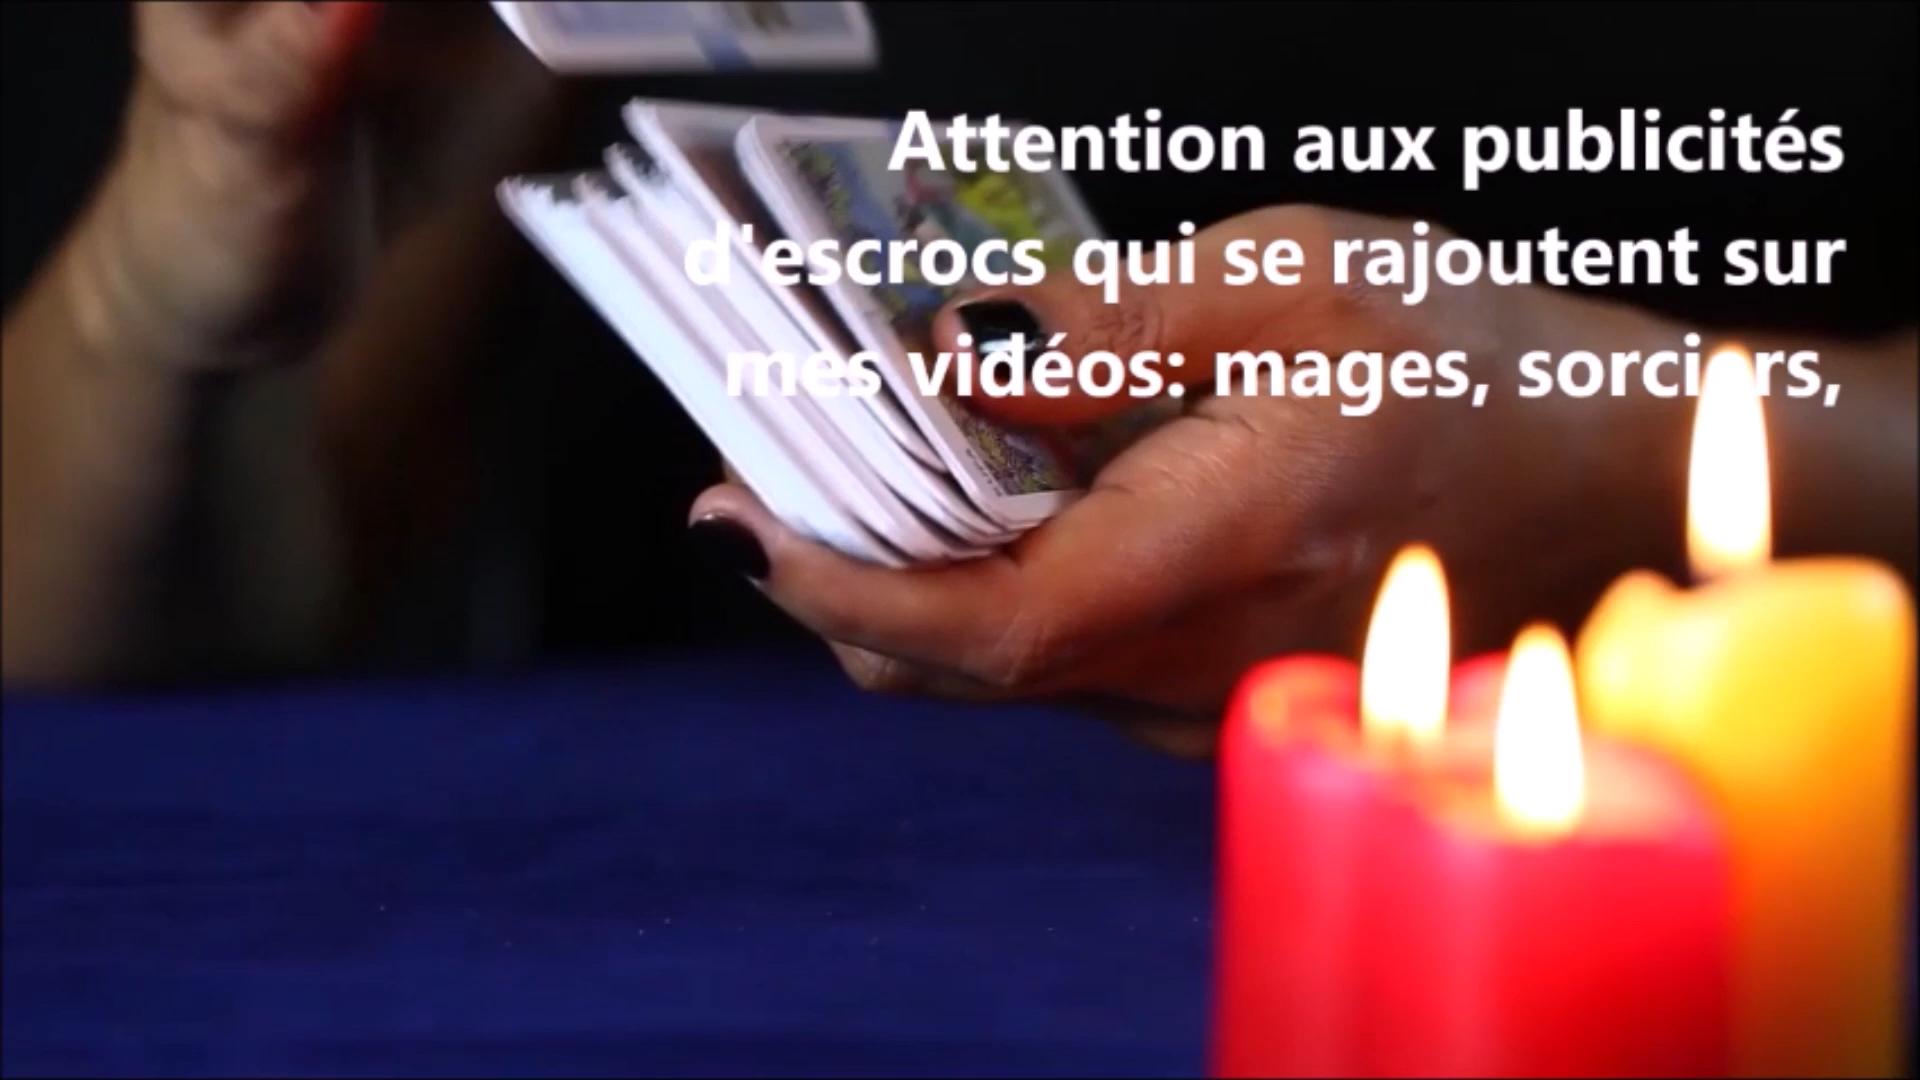 Attention aux publicités
d'escrocs qui se rajoutent sur
mes vidéos: mages, sorciers,